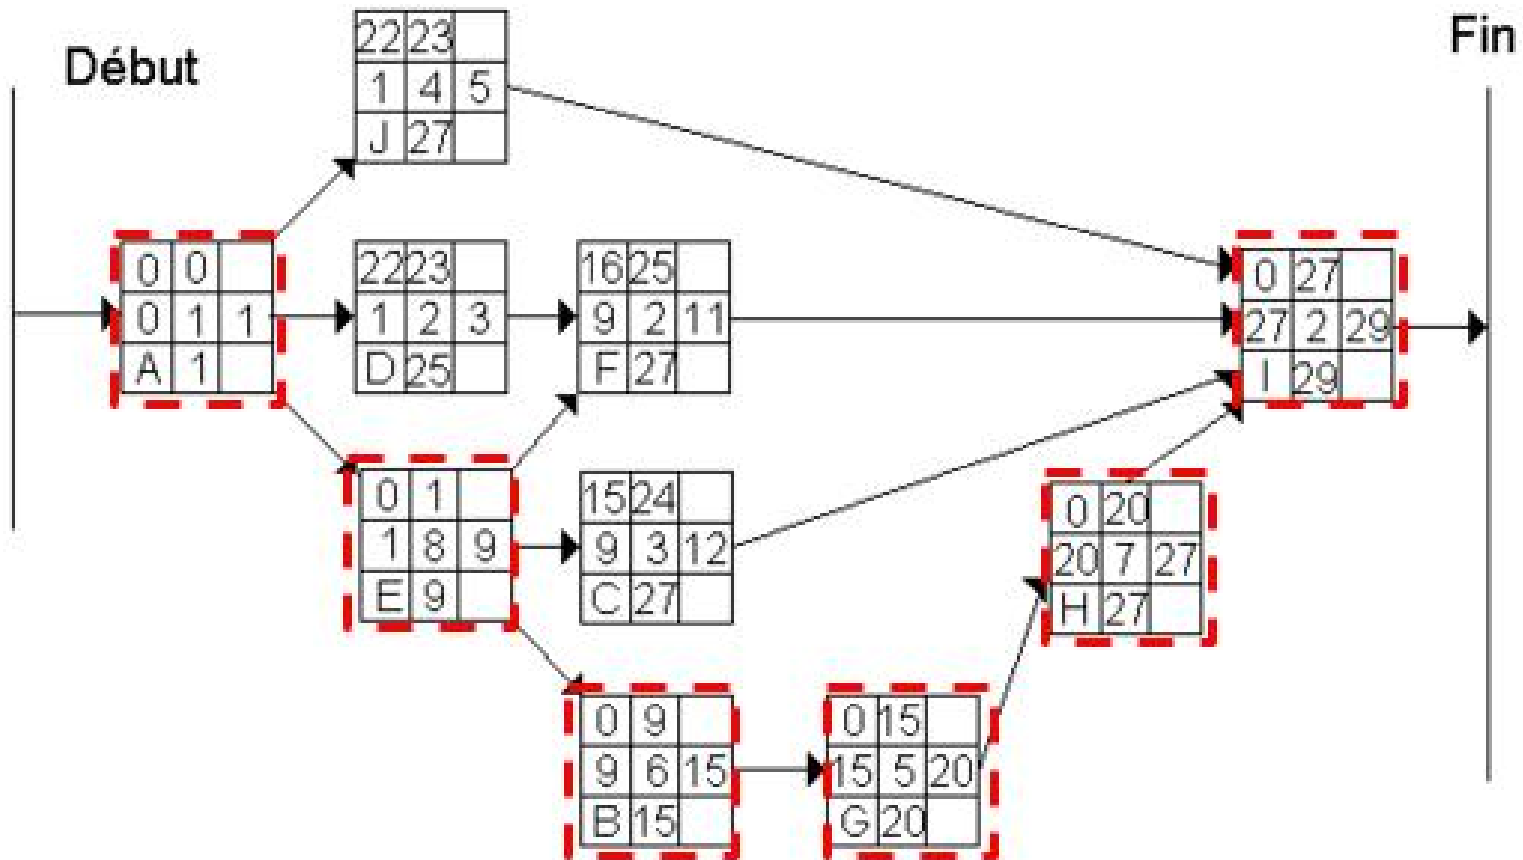 Début
Fin
22 23
1 4 5
J 27
0 0
0 1 1
A 1
22 23
1 2 3
D 25
16 25
9 2 11
F 27
0 27
27 2 29
I 29
0 1
1 8 9
E 9
15 24
9 3 12
C 27
0 20
20 7 27
H 27
0 9
9 6 15
B 15
0 15
15 5 20
G 20